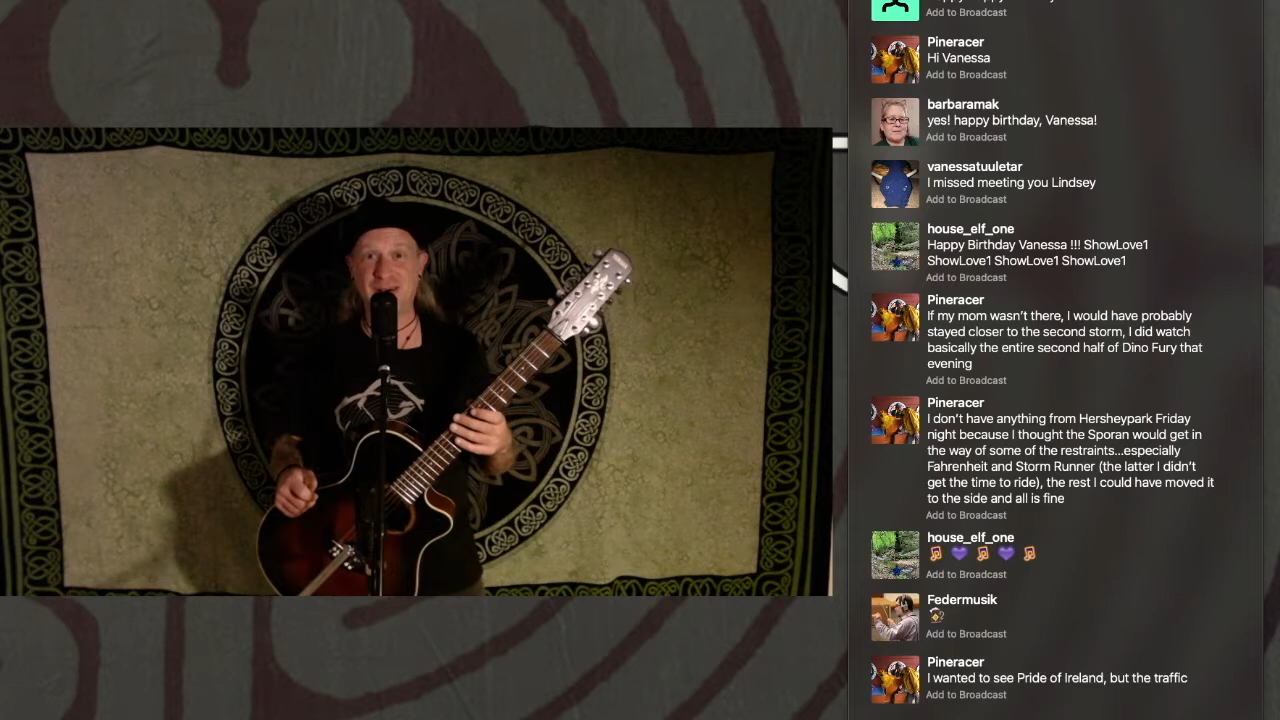 Add to Broadcast
Pineracer
Hi Vanessa
Add to Broadcast
barbaramak
yes! happy birthday, Vanessa!
Add to Broadcast
vanessatuuletar
I missed meeting you Lindsey
Add to Broadcast
house_elf_one
Happy Birthday Vanessa !!! ShowLove1
ShowLove1 ShowLove1 ShowLove1
Add to Broadcast
Pineracer
If my mom wasn't there, I would have probably
stayed closer to the second storm, I did watch
basically the entire second half of Dino Fury that
evening
Add to Broadcast
Pineracer
I don't have anything from Hersheypark Friday
night because I thought the Sporan would get in
the way of some of the restraints...especially
Fahrenheit and Storm Runner (the latter I didn't
get the time to ride), the rest I could have moved it
to the side and all is fine
Add to Broadcast
house_elf_one
Add to Broadcast
Federmusik
Add to Broadcast
Pineracer
I wanted to see Pride of Ireland, but the traffic
Add to Broadcast